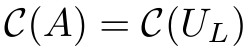 𝒞(A) = 𝒞(U_L)